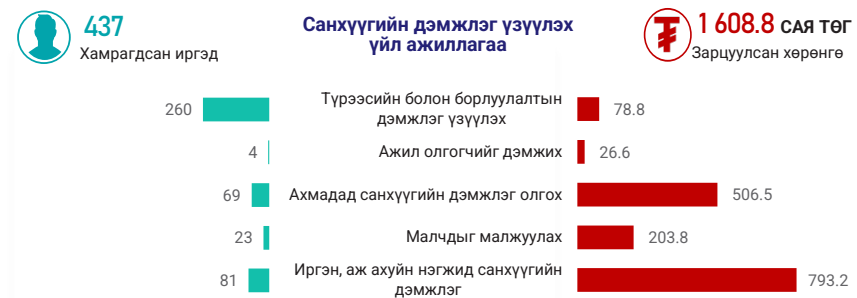 437
Хамрагдсан иргэд
Санхүүгийн дэмжлэг үзүүлэх
үйл ажиллагаа
1 608.8 САЯ ТӨГ
Зарцуулсан хөрөнгө
260
Түрээсийн болон борлуулалтын
дэмжлэг үзүүлэх
78.8
4
Ажил олгогчийг дэмжих
26.6
69
Ахмадад санхүүгийн дэмжлэг олгох
506.5
23
Малчдыг малжуулах
203.8
81
Иргэн, аж ахуйн нэгжид санхүүгийн
дэмжлэг
793.2